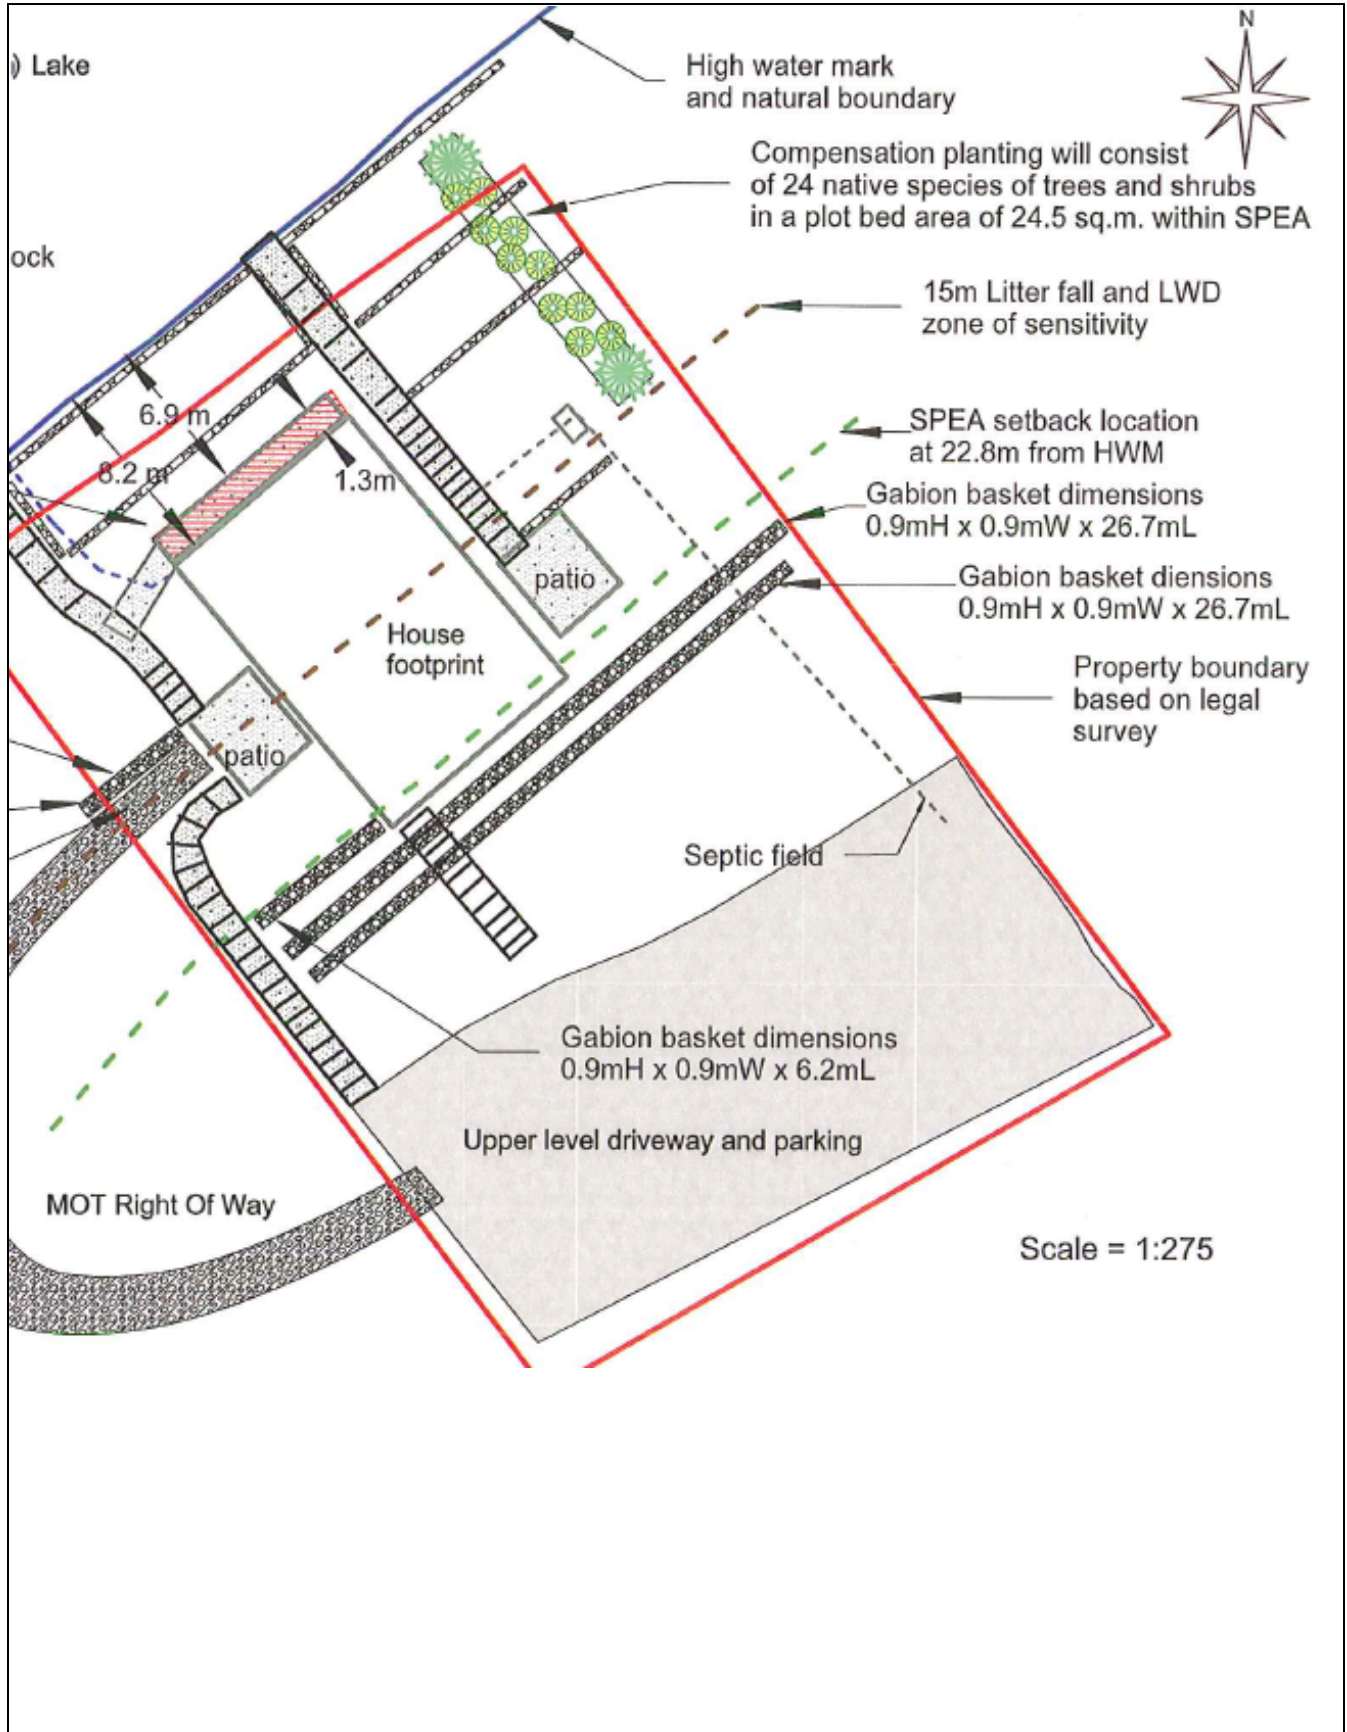 N
Lake
High water mark
and natural boundary
Compensation planting will consist
of 24 native species of trees and shrubs
in a plot bed area of 24.5 sq.m. within SPEA
ock
15m Litter fall and LWD
zone of sensitivity
6.9 m
8.2 m
1.3m
SPEA setback location
at 22.8m from HWM
Gabion basket dimensions
0.9mH x 0.9mW x 26.7mL
patio
Gabion basket diensions
0.9mH x 0.9mW x 26.7mL
House
footprint
Property boundary
based on legal
survey
patio
Septic field
Gabion basket dimensions
0.9mH x 0.9mW x 6.2mL
Upper level driveway and parking
MOT Right Of Way
Scale = 1:275